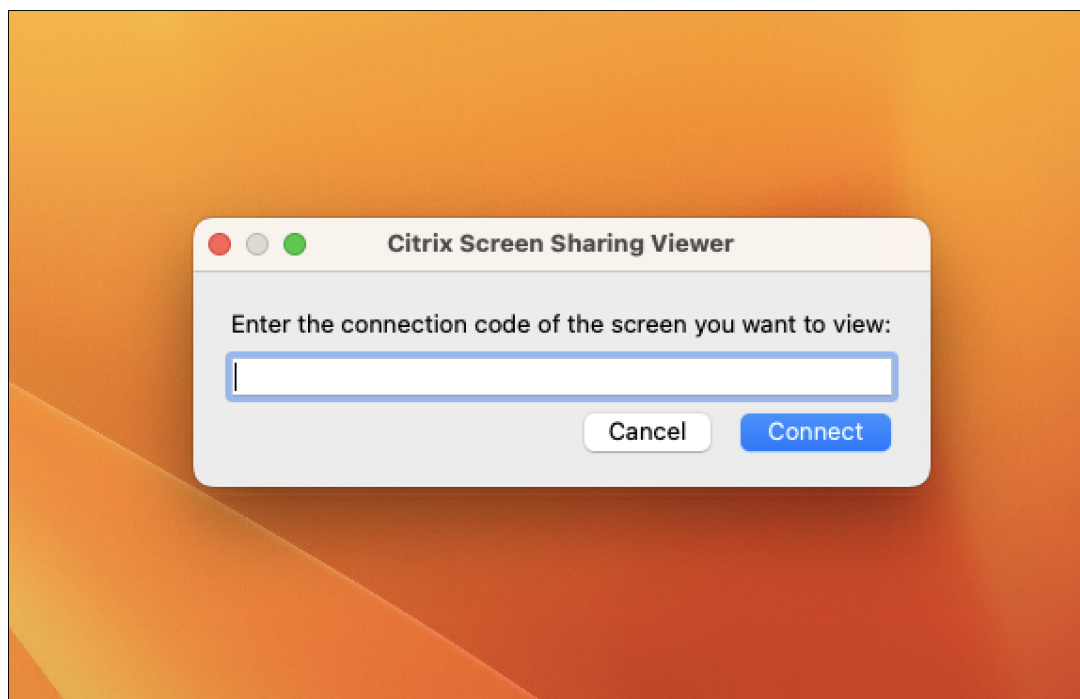 Citrix Screen Sharing Viewer
Enter the connection code of the screen you want to view:
Cancel Connect